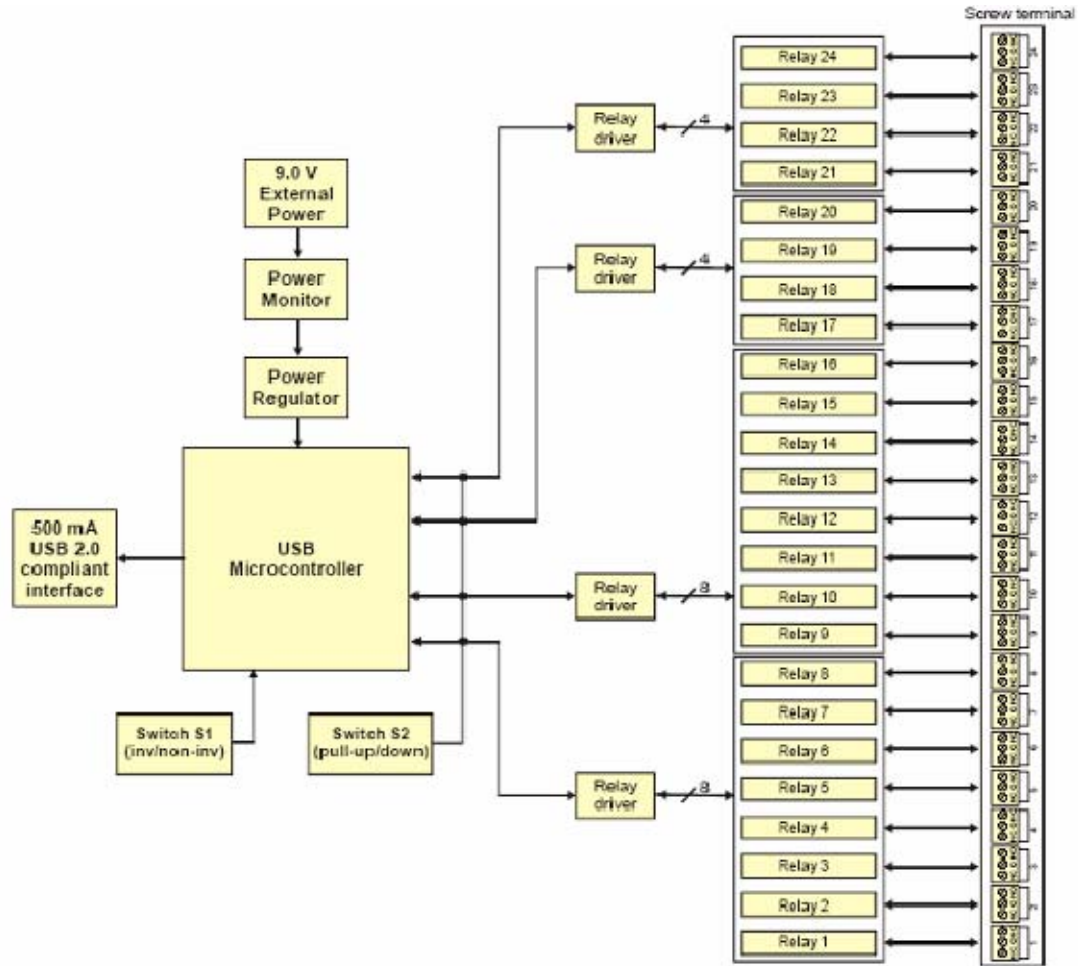 Screw terminal
Relay 24
Relay 23
Relay 22
Relay 21
Relay 20
Relay 19
Relay 18
Relay 17
Relay 16
Relay 15
Relay 14
Relay 13
Relay 12
Relay 11
Relay 10
Relay 9
Relay 8
Relay 7
Relay 6
Relay 5
Relay 4
Relay 3
Relay 2
Relay 1
Relay
driver
4
Relay
driver
4
Relay
driver
8
Relay
driver
8
9.0 V
External
Power
Power
Monitor
Power
Regulator
USB
Microcontroller
500 mA
USB 2.0
compliant
interface
Switch S1
(inv/non-inv)
Switch S2
(pull-up/down)